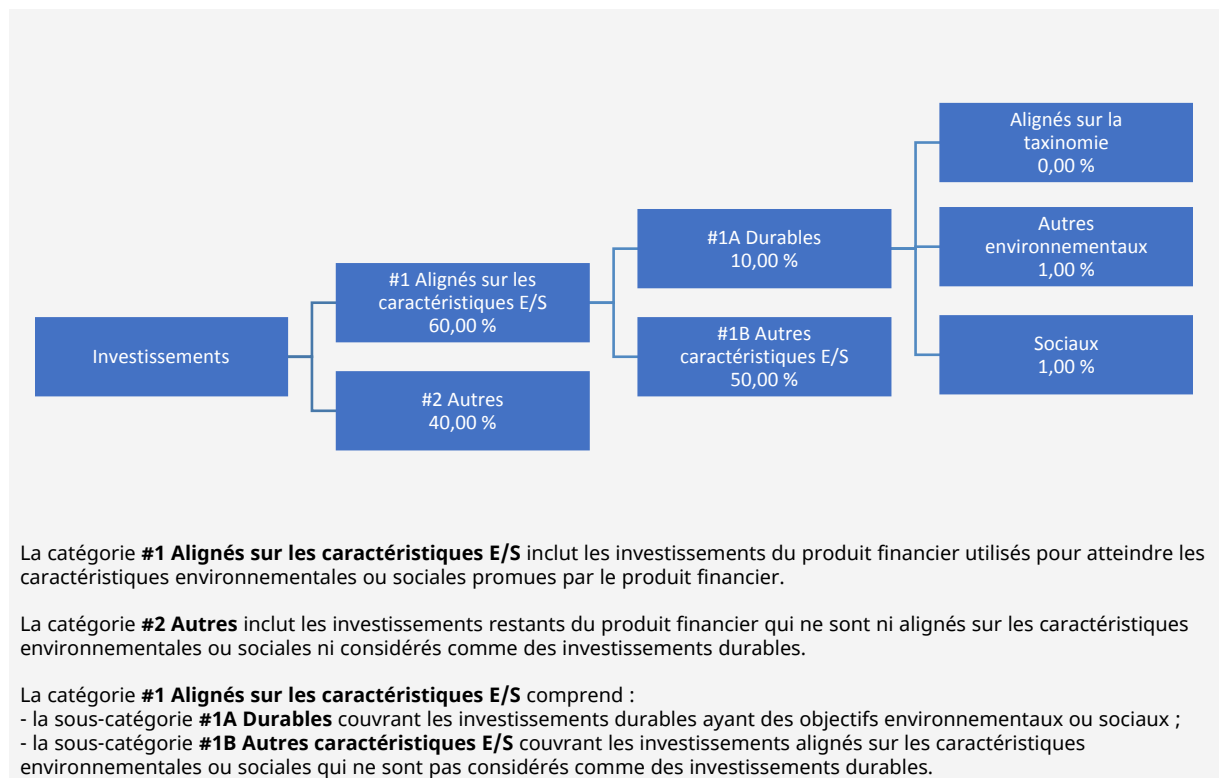 Investissements
#1 Alignés sur les
caractéristiques E/S
60,00 %
#2 Autres
40,00 %
#1A Durables
10,00 %
#1B Autres
caractéristiques E/S
50,00 %
Alignés sur la
taxinomie
0,00 %
Autres
environnementaux
1,00 %
Sociaux
1,00 %
La catégorie #1 Alignés sur les caractéristiques E/S inclut les investissements du produit financier utilisés pour atteindre les
caractéristiques environnementales ou sociales promues par le produit financier.
La catégorie #2 Autres inclut les investissements restants du produit financier qui ne sont ni alignés sur les caractéristiques
environnementales ou sociales ni considérés comme des investissements durables.
La catégorie #1 Alignés sur les caractéristiques E/S comprend :
- la sous-catégorie #1A Durables couvrant les investissements durables ayant des objectifs environnementaux ou sociaux ;
- la sous-catégorie #1B Autres caractéristiques E/S couvrant les investissements alignés sur les caractéristiques
environnementales ou sociales qui ne sont pas considérés comme des investissements durables.